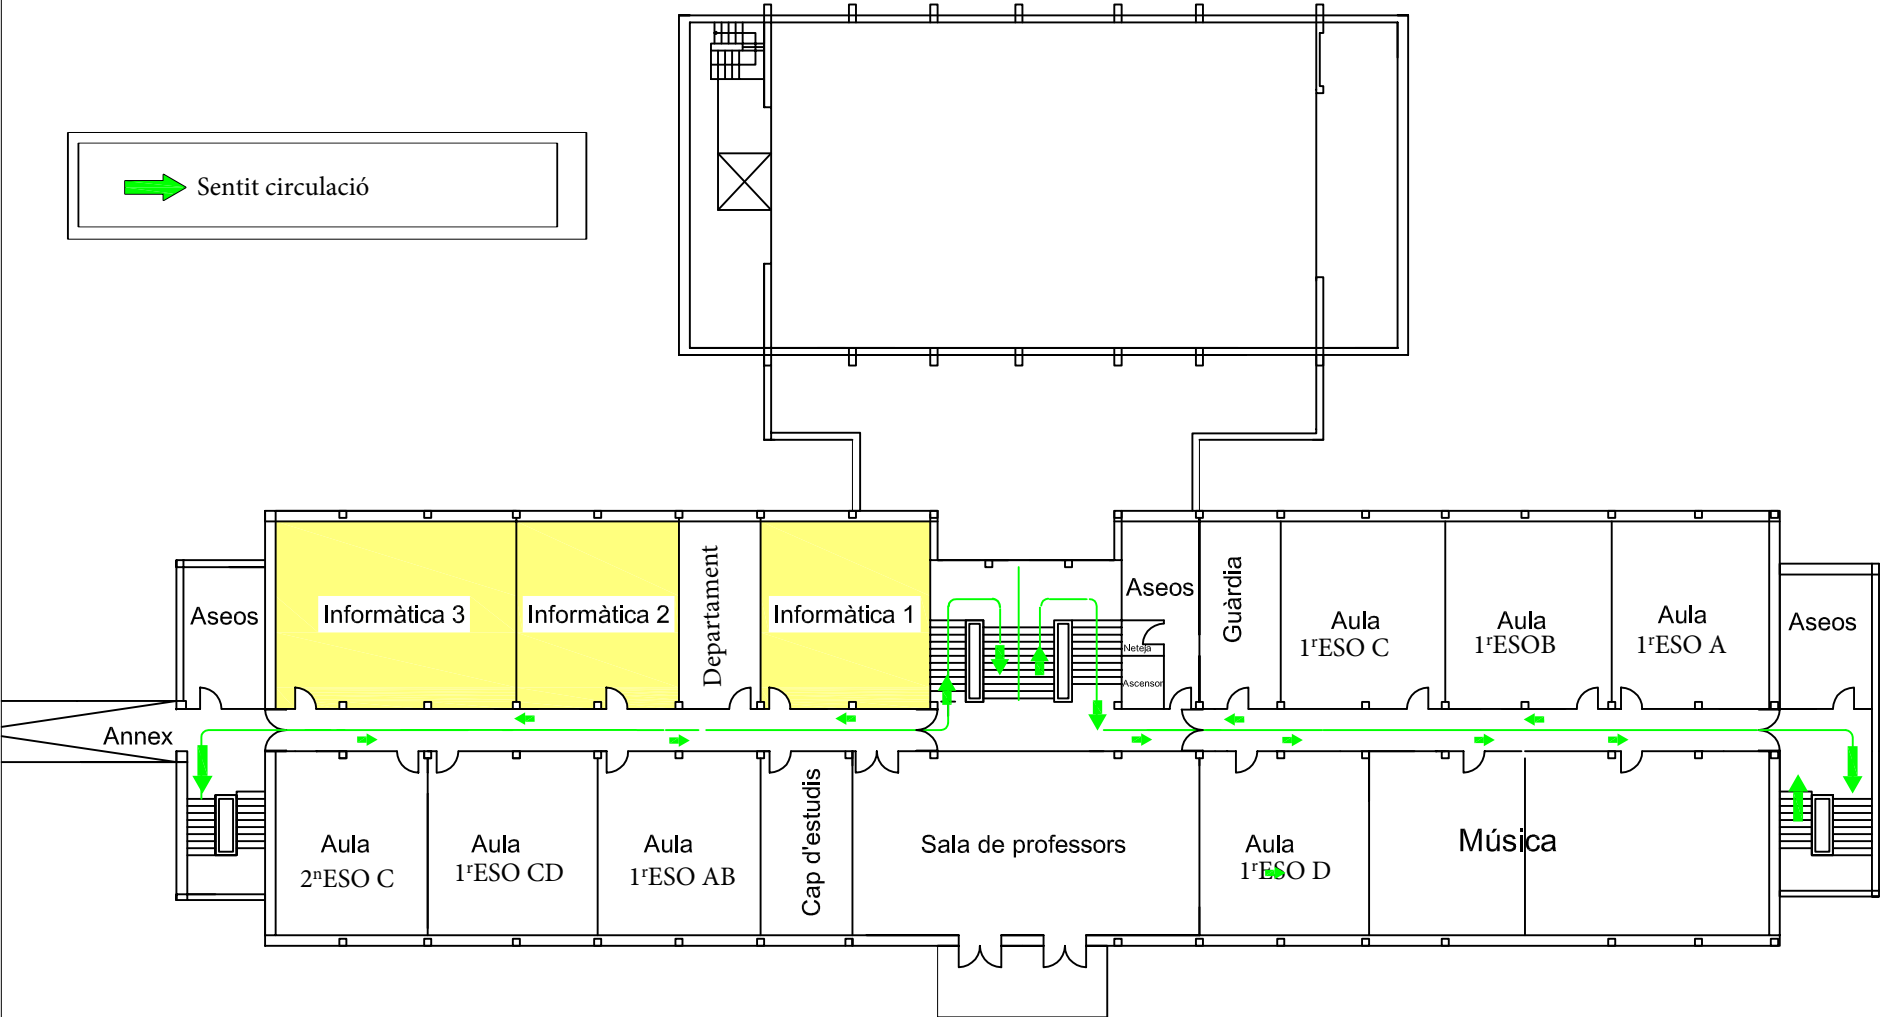 Sentit circulació
Aseos
Informàtica 3
Informàtica 2
Departament
Informàtica 1
Aseos
Neteja
Ascensor
Guàrdia
Aula
1ʳESO C
Aula
1ʳESOB
Aula
1ʳESO A
Aseos
Annex
Aula
2ⁿESO C
Aula
1ʳESO CD
Aula
1ʳESO AB
Cap d'estudis
Sala de professors
Aula
1ʳESO D
Música